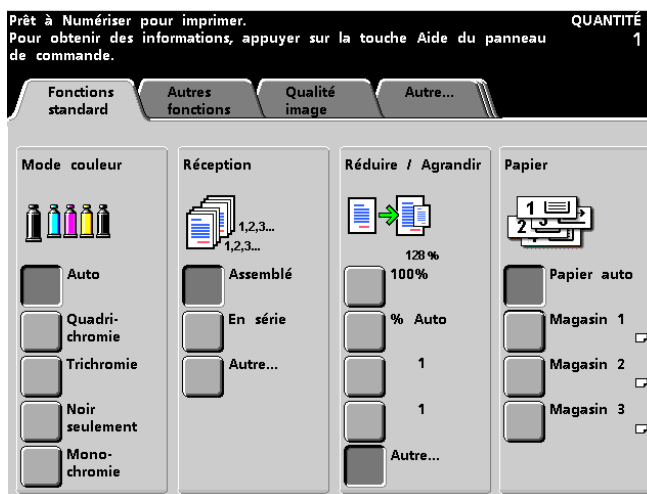 Prêt à Numériser pour imprimer.
QUANTITÉ
Pour obtenir des informations, appuyer sur la touche Aide du panneau
1
de commande.
Fonctions
standard
Autres
fonctions
Qualité
image
Autre...
Mode couleur
Auto
Quadri-
chromie
Trichromie
Noir
seulement
Mono-
chromie
Réception
1,2,3...
1,2,3...
Assemblé
En série
Autre...
Réduire / Agrandir
128 %
100%
% Auto
1
1
Autre...
Papier
1
2
3
Papier auto
Magasin 1
Magasin 2
Magasin 3